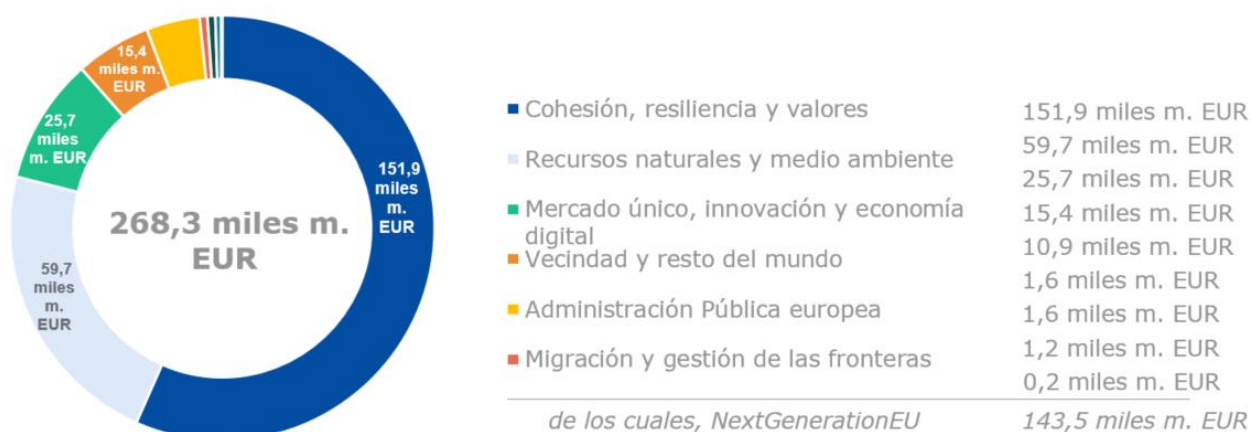 15,4
miles m.
EUR
25,7
miles
m. EUR
151,9
miles
m.
EUR
268,3 miles m.
EUR
59,7
miles
m.
EUR
Cohesión, resiliencia y valores
Recursos naturales y medio ambiente
Mercado único, innovación y economía
digital
Vecindad y resto del mundo
Administración Pública europea
Migración y gestión de las fronteras
151,9 miles m. EUR
59,7 miles m. EUR
25,7 miles m. EUR
15,4 miles m. EUR
10,9 miles m. EUR
1,6 miles m. EUR
1,6 miles m. EUR
1,2 miles m. EUR
0,2 miles m. EUR
de los cuales, NextGenerationEU 143,5 miles m. EUR